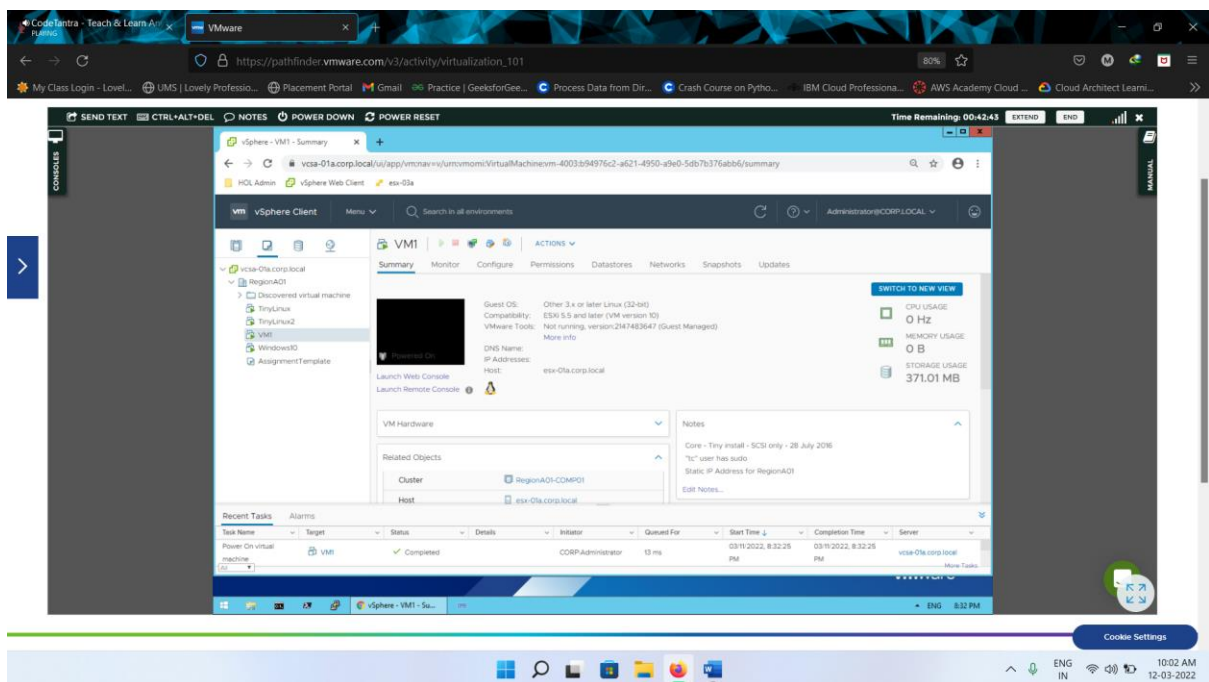 CodeTantra - Teach & Learn An
PLAYING
VMware
https://pathfinder.vmware.com/v3/activity/virtualization_101
80%
My Class Login - Lovel... UMS | Lovely Professio... Placement Portal Gmail Practice | GeeksforGee... Process Data from Dir... Crash Course on Pytho... IBM Cloud Professiona... AWS Academy Cloud ... Cloud Architect Learni...
SEND TEXT CTRL+ALT+DEL NOTES POWER DOWN POWER RESET Time Remaining: 00:42:43 EXTEND END
CONSOLES
MANUAL
vSphere - VM1 - Summary
vcsa-01a.corp.local/ui/app/vm;nav=v/urn:vmomi:VirtualMachine:vm-4003:b94976c2-a621-4950-a9e0-5db7b376abb6/summary
HOL Admin vSphere Web Client esx-03a
vm vSphere Client Menu Search in all environments Administrator@CORP.LOCAL
VM1 ACTIONS
Summary Monitor Configure Permissions Datastores Networks Snapshots Updates
vcsa-01a.corp.local
RegionA01
Discovered virtual machine
TinyLinux
TinyLinux2
VM1
Windows10
AssignmentTemplate
Powered On
Launch Web Console
Launch Remote Console
Guest OS: Other 3.x or later Linux (32-bit)
Compatibility: ESXi 5.5 and later (VM version 10)
VMware Tools: Not running, version:2147483647 (Guest Managed)
More info
DNS Name:
IP Addresses:
Host: esx-01a.corp.local
SWITCH TO NEW VIEW
CPU USAGE
0 Hz
MEMORY USAGE
0 B
STORAGE USAGE
371.01 MB
VM Hardware
Related Objects
Cluster RegionA01-COMP01
Host esx-01a.corp.local
Notes
Core - Tiny install - SCSI only - 28 July 2016
"tc" user has sudo
Static IP Address for RegionA01
Edit Notes...
Recent Tasks Alarms
Task Name Target Status Details Initiator Queued For Start Time Completion Time Server
Power On virtual machine VM1 Completed CORP\Administrator 13 ms 03/11/2022, 8:32:25 PM 03/11/2022, 8:32:25 PM vcsa-01a.corp.local
All
More Tasks
vSphere - VM1 - Su...
ENG 8:32 PM
Cookie Settings
ENG
IN
10:02 AM
12-03-2022